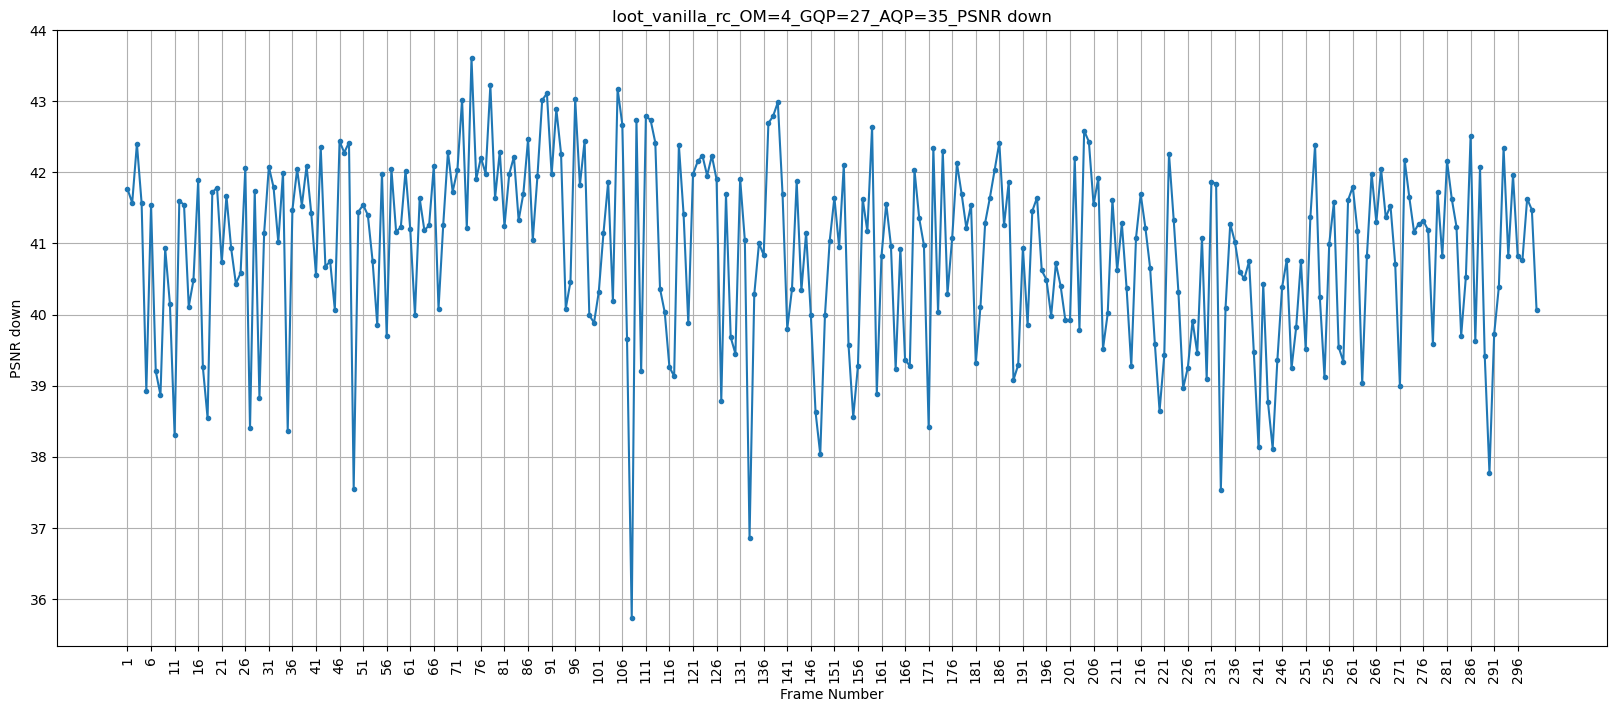 loot_vanilla_rc_OM=4_GQP=27_AQP=35_PSNR down
PSNR down
44
43
42
41
40
39
38
37
36
1 6 11 16 21 26 31 36 41 46 51 56 61 66 71 76 81 86 91 96 101 106 111 116 121 126 131 136 141 146 151 156 161 166 171 176 181 186 191 196 201 206 211 216 221 226 231 236 241 246 251 256 261 266 271 276 281 286 291 296
Frame Number